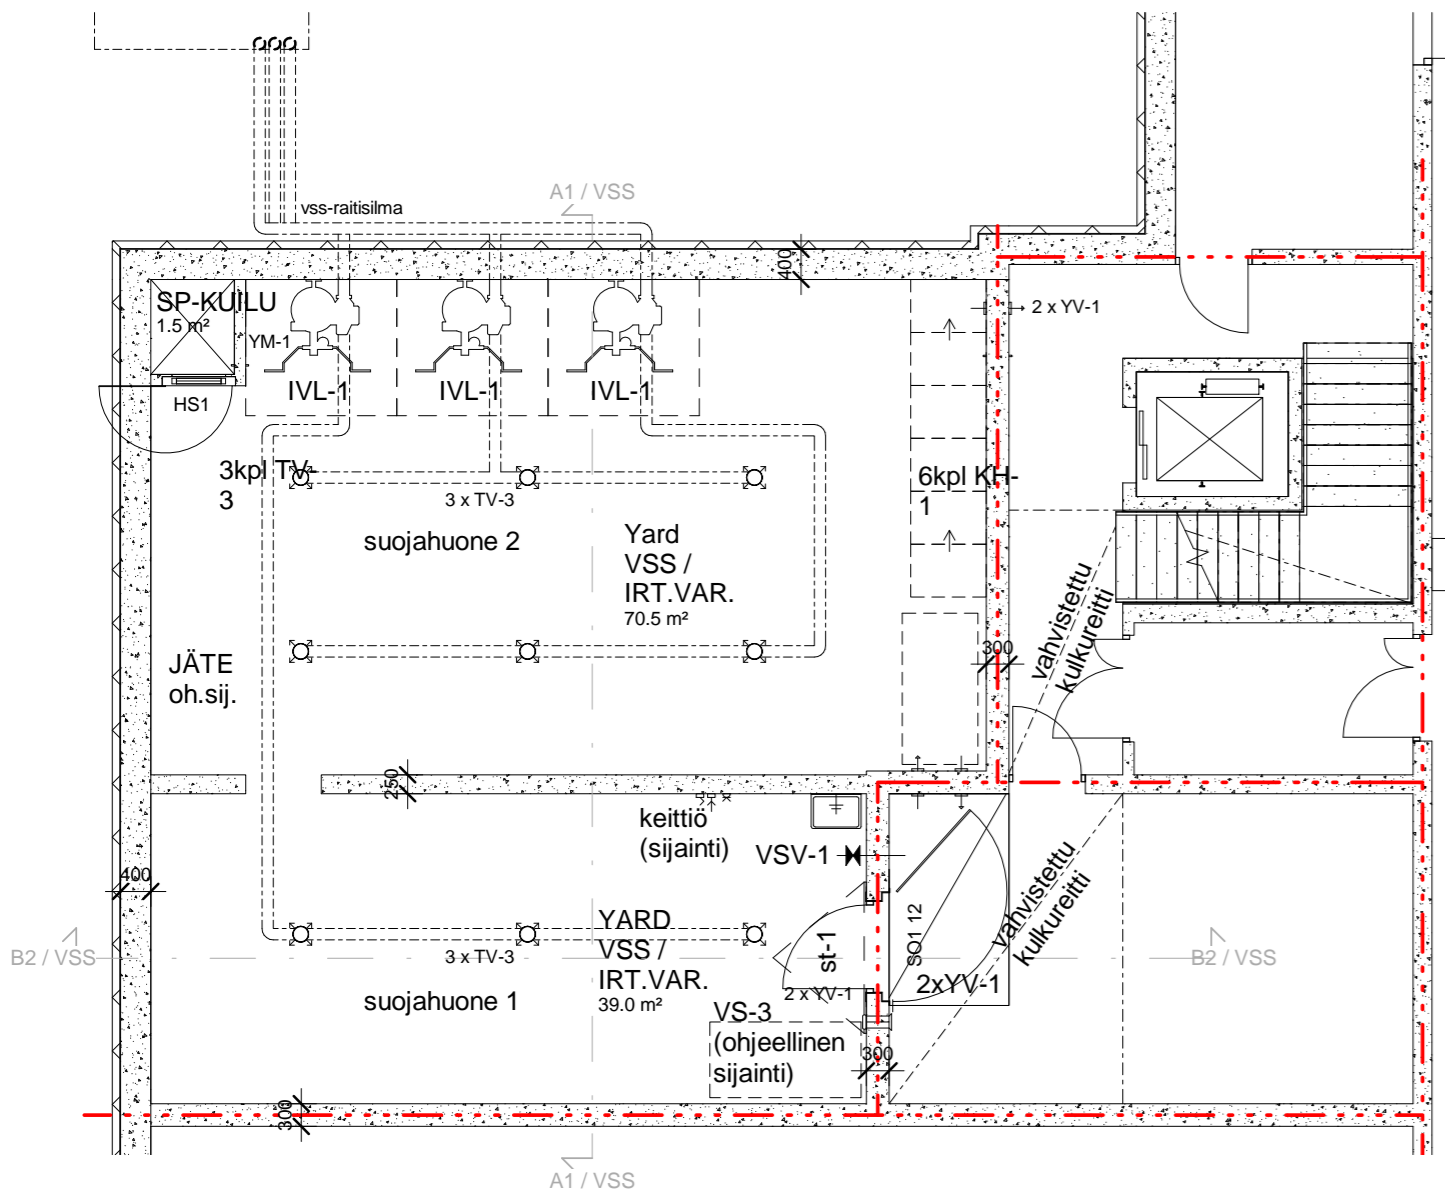 A1 / VSS
vss-raitisilma
400
SP-KUILU
1.5 m²
YM-1
2 x YV-1
IVL-1
IVL-1
IVL-1
HS1
3kpl TV-
3
3 x TV-3
6kpl KH-
1
suojahuone 2
Yard
VSS /
IRT.VAR.
70.5 m²
vahvistettu
kulkureitti
300
JÄTE
oh.sij.
250
keittiö
(sijainti)
VSV-1
400
vahvistettu
kulkureitti
SO1 12
YARD
VSS /
IRT.VAR.
39.0 m²
st-1
B2 / VSS
3 x TV-3
B2 / VSS
2 x YV-1
2xYV-1
suojahuone 1
VS-3
(ohjeellinen
sijainti)
300
300
A1 / VSS